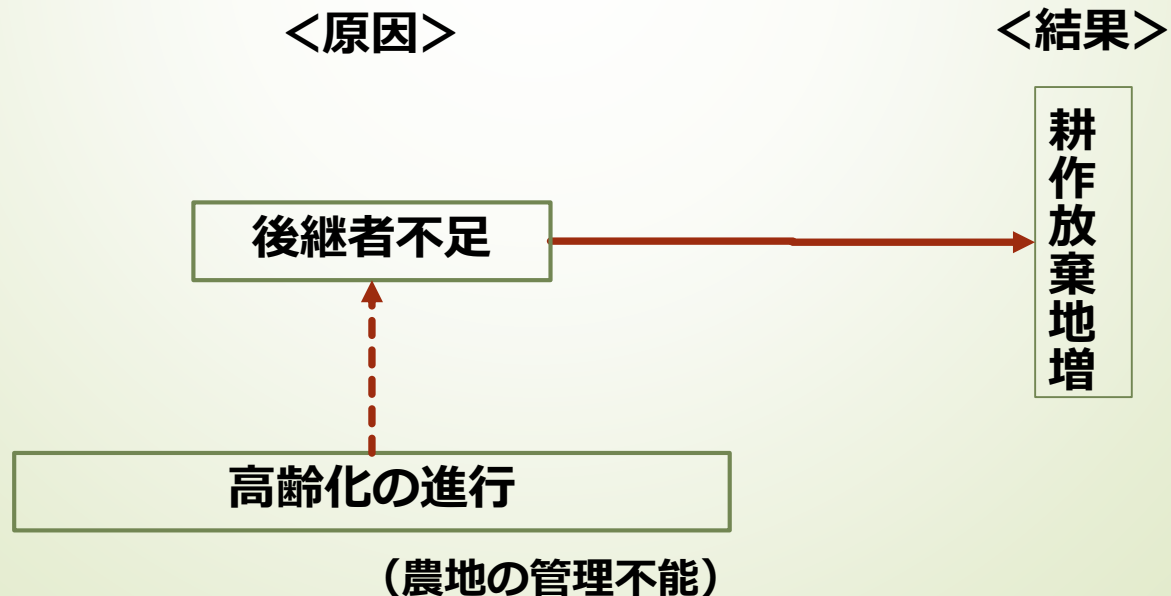 ＜原因＞
＜結果＞
後継者不足
耕作放棄地増
高齢化の進行
（農地の管理不能）